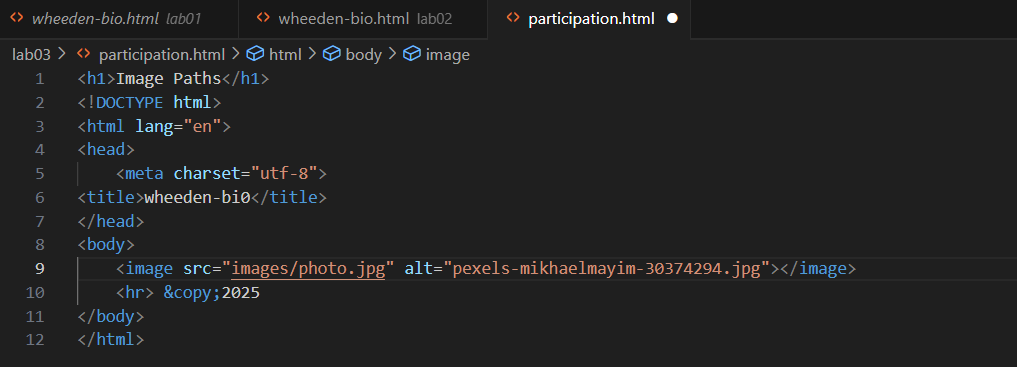 wheeden-bio.html lab01
wheeden-bio.html lab02
participation.html
lab03 > participation.html > html > body > image
1 <h1>Image Paths</h1>
2 <!DOCTYPE html>
3 <html lang="en">
4 <head>
5 <meta charset="utf-8">
6 <title>wheeden-bi0</title>
7 </head>
8 <body>
9 <image src="images/photo.jpg" alt="pexels-mikhaelmayim-30374294.jpg"></image>
10 <hr> &copy;2025
11 </body>
12 </html>